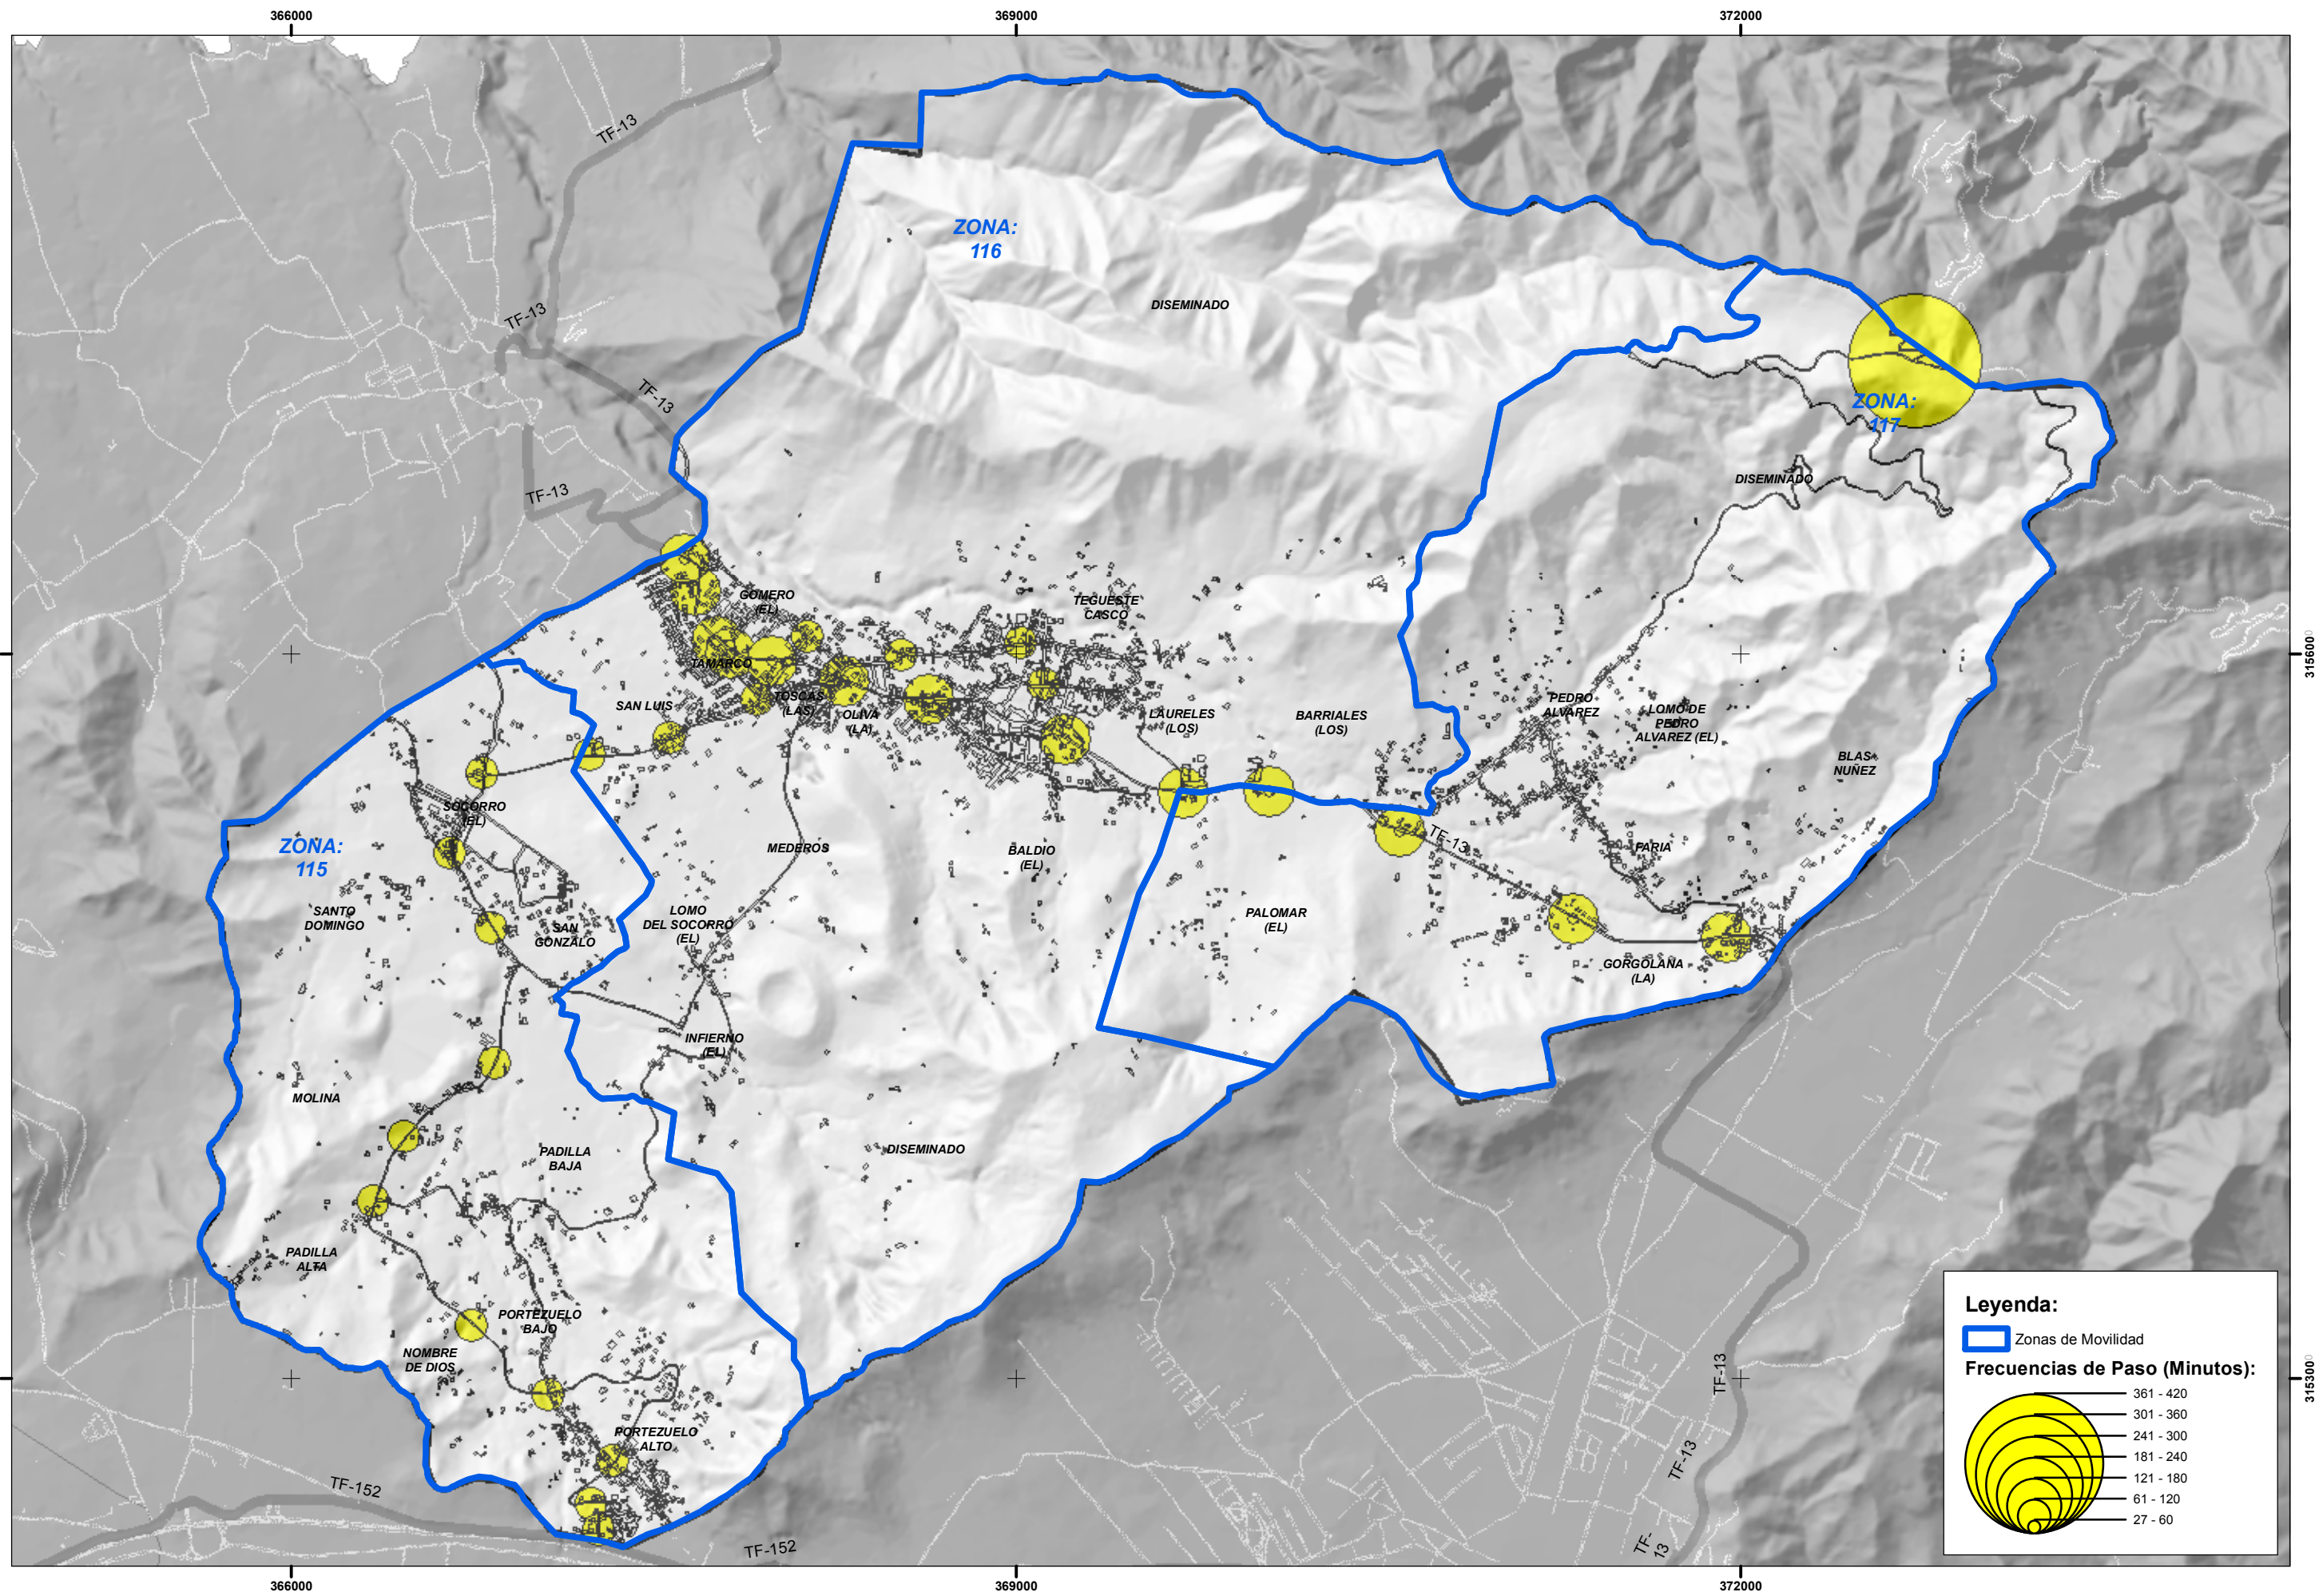 366000
369000
372000
TF-13
ZONA:
116
DISEMINADO
TF-13
TF-13
ZONA:
117
DISEMINADO
TF-13
GOMERO
(EL)
TEGUESTE
CASCO
3156000
TAMARCO
TOSCAS
(LAS)
SAN LUIS
OLIVA
(LA)
LAURELES
(LOS)
BARRIALES
(LOS)
PEDRO
ALVAREZ
LOMO DE
PEDRO
ALVAREZ (EL)
BLAS
NUÑEZ
SOCORRO
(EL)
ZONA:
115
MEDEROS
BALDIO
(EL)
TF-13
FARIA
SANTO
DOMINGO
SAN
GONZALO
LOMO
DEL SOCORRO
(EL)
PALOMAR
(EL)
GORGOLANA
(LA)
INFIERNO
(EL)
MOLINA
PADILLA
BAJA
DISEMINADO
PADILLA
ALTA
PORTEZUELO
BAJO
NOMBRE
DE DIOS
PORTEZUELO
ALTO
TF-152
TF-152
TF-13
TF-13
TF-
13
3153000
Leyenda:
Zonas de Movilidad
Frecuencias de Paso (Minutos):
361 - 420
301 - 360
241 - 300
181 - 240
121 - 180
61 - 120
27 - 60
366000
369000
372000